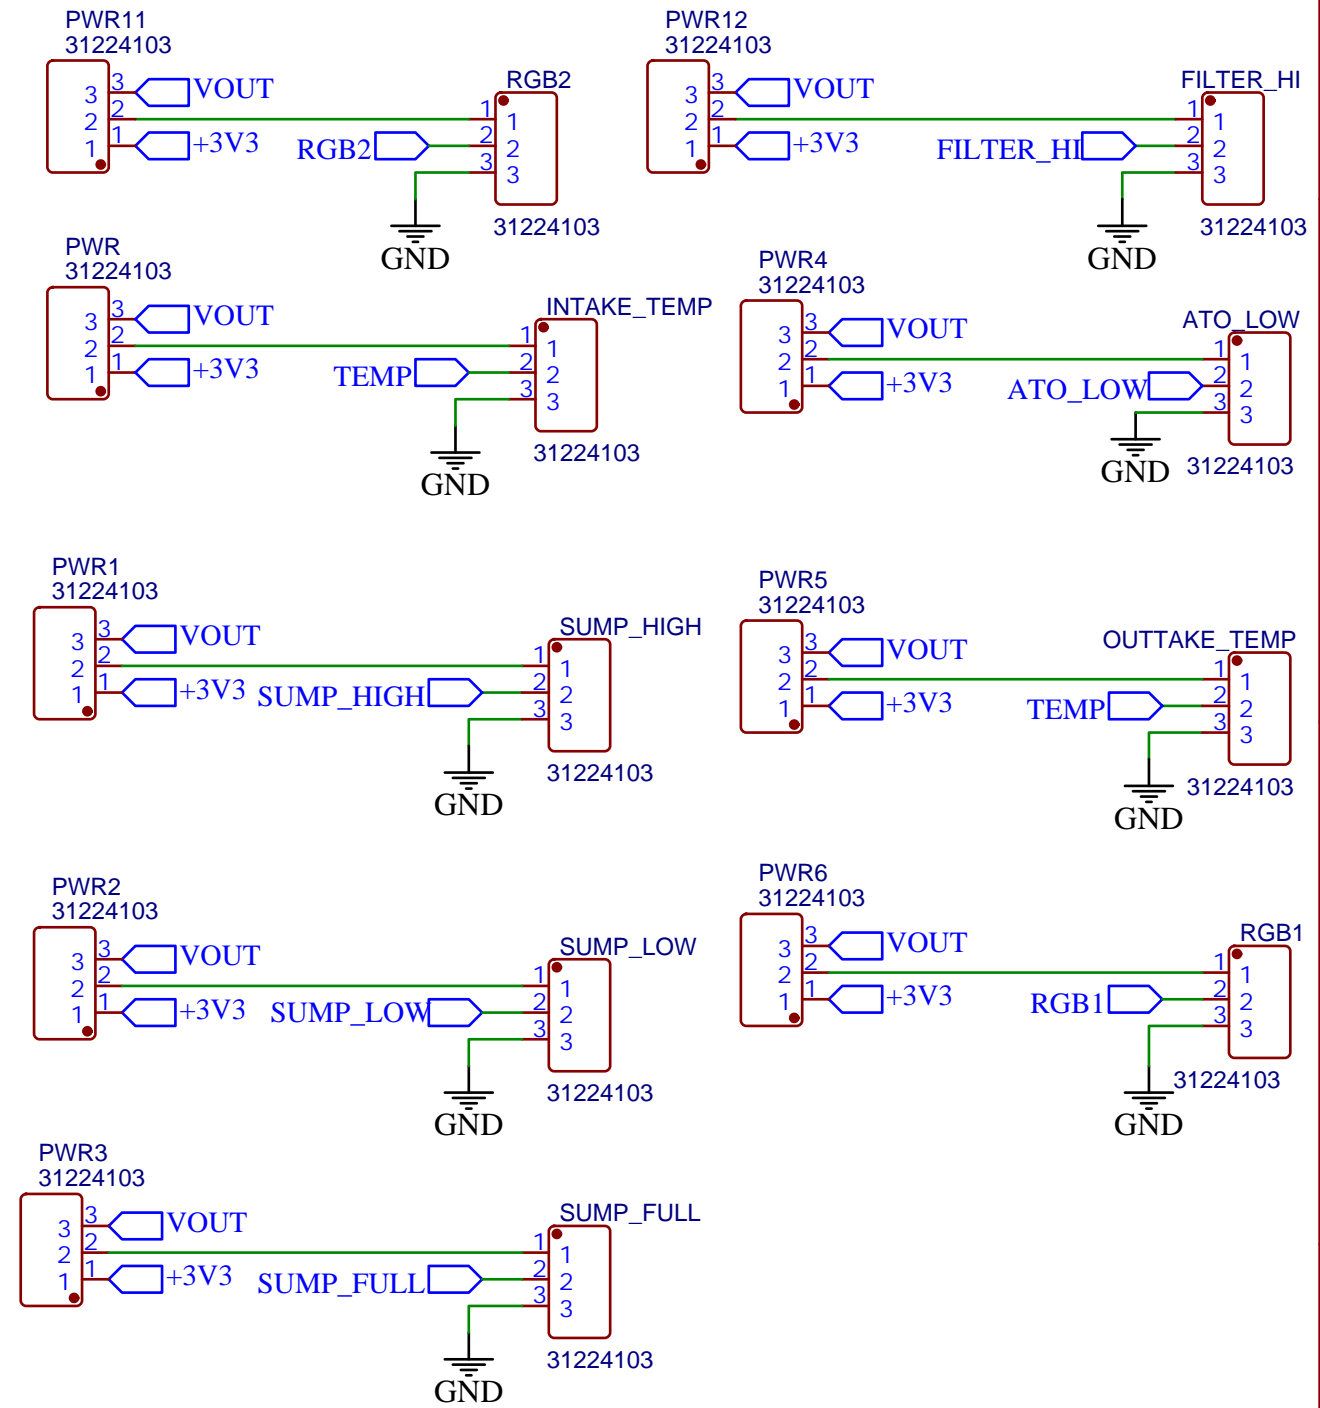 PWR11
31224103
3 3 VOUT
2 2
1 1 +3V3
RGB2
1 1
RGB2 2 2
3 3
GND
31224103
PWR12
31224103
3 3 VOUT
2 2
1 1 +3V3
FILTER_HI
1 1
FILTER_HI 2 2
3 3
GND
31224103
PWR
31224103
3 3 VOUT
2 2
1 1 +3V3
INTAKE_TEMP
1 1
TEMP 2 2
3 3
GND
31224103
PWR4
31224103
3 3 VOUT
2 2
1 1 +3V3
ATO_LOW
1 1
ATO_LOW 2 2
3 3
GND
31224103
PWR1
31224103
3 3 VOUT
2 2
1 1 +3V3
SUMP_HIGH
1 1
SUMP_HIGH 2 2
3 3
GND
31224103
PWR5
31224103
3 3 VOUT
2 2
1 1 +3V3
OUTTAKE_TEMP
1 1
TEMP 2 2
3 3
GND
31224103
PWR2
31224103
3 3 VOUT
2 2
1 1 +3V3
SUMP_LOW
1 1
SUMP_LOW 2 2
3 3
GND
31224103
PWR6
31224103
3 3 VOUT
2 2
1 1 +3V3
RGB1
1 1
RGB1 2 2
3 3
GND
31224103
PWR3
31224103
3 3 VOUT
2 2
1 1 +3V3
SUMP_FULL
1 1
SUMP_FULL 2 2
3 3
GND
31224103